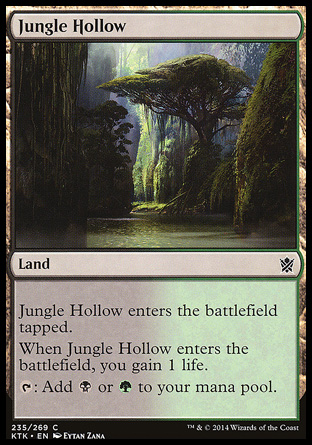 Jungle Hollow
Land
Jungle Hollow enters the battlefield
tapped.
When Jungle Hollow enters the
battlefield, you gain 1 life.
: Add or to your mana pool.
235/269 C
KTK • EN Eytan Zana
™ & © 2014 Wizards of the Coast